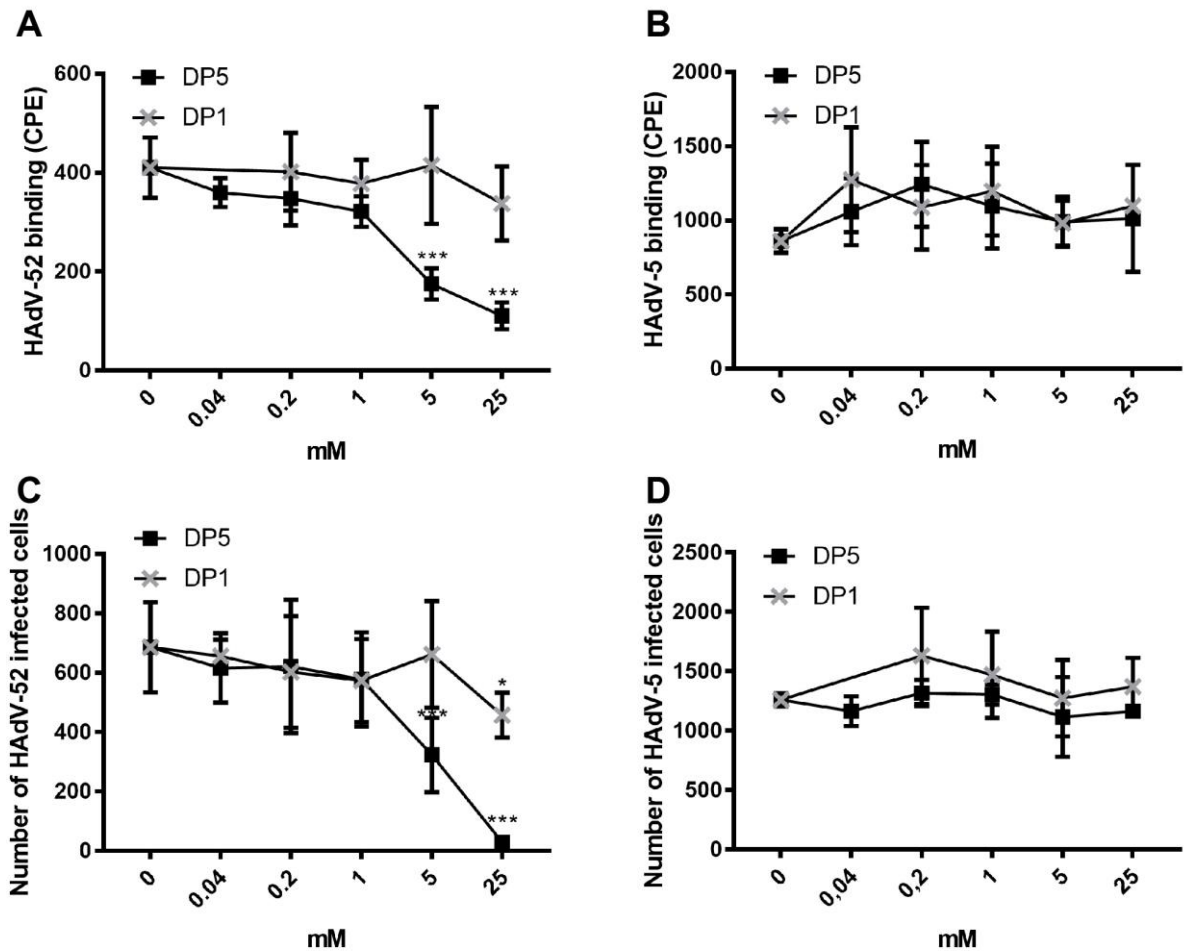 A
HAdV-52 binding (CPE)
DP5
DP1
600
400
200
0
***
***
0
0.04
0.2
1
5
25
mM
B
HAdV-5 binding (CPE)
DP5
DP1
2000
1500
1000
500
0
0
0.04
0.2
1
5
25
mM
C
Number of HAdV-52 infected cells
DP5
DP1
1000
800
600
400
200
0
***
*
***
0
0.04
0.2
1
5
25
mM
D
Number of HAdV-5 infected cells
DP5
DP1
2500
2000
1500
1000
500
0
0
0,04
0,2
1
5
25
mM